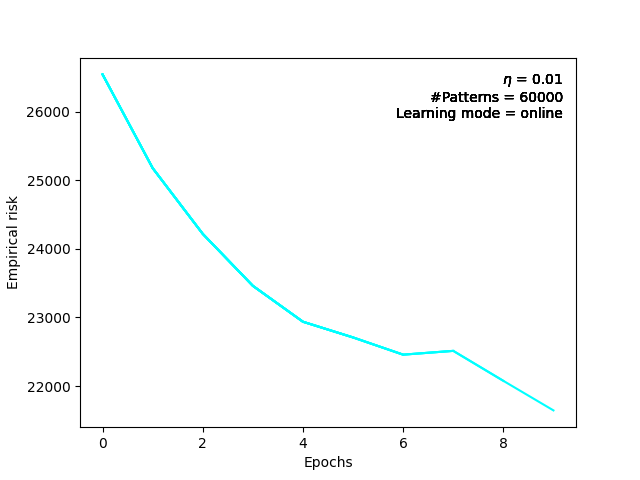 η = 0.01
#Patterns = 60000
Learning mode = online
26000
25000
24000
23000
22000
Empirical risk
0 2 4 6 8
Epochs